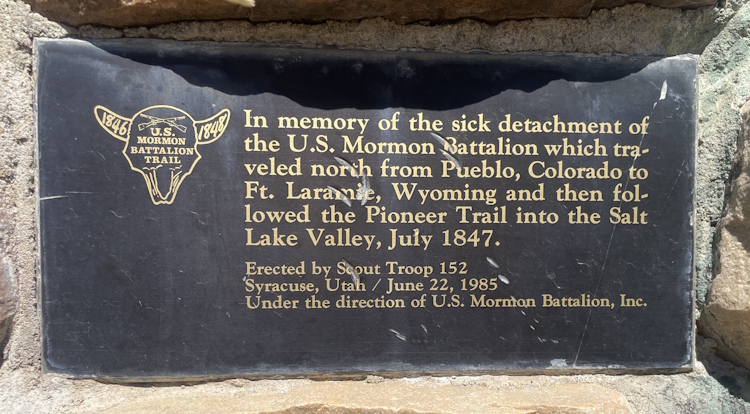 1846
1848
U.S.
MORMON
BATTALION
TRAIL
In memory of the sick detachment of
the U.S. Mormon Battalion which tra-
veled north from Pueblo, Colorado to
Ft. Laramie, Wyoming and then fol-
lowed the Pioneer Trail into the Salt
Lake Valley, July 1847.
Erected by Scout Troop 152
Syracuse, Utah / June 22, 1985
Under the direction of U.S. Mormon Battalion, Inc.